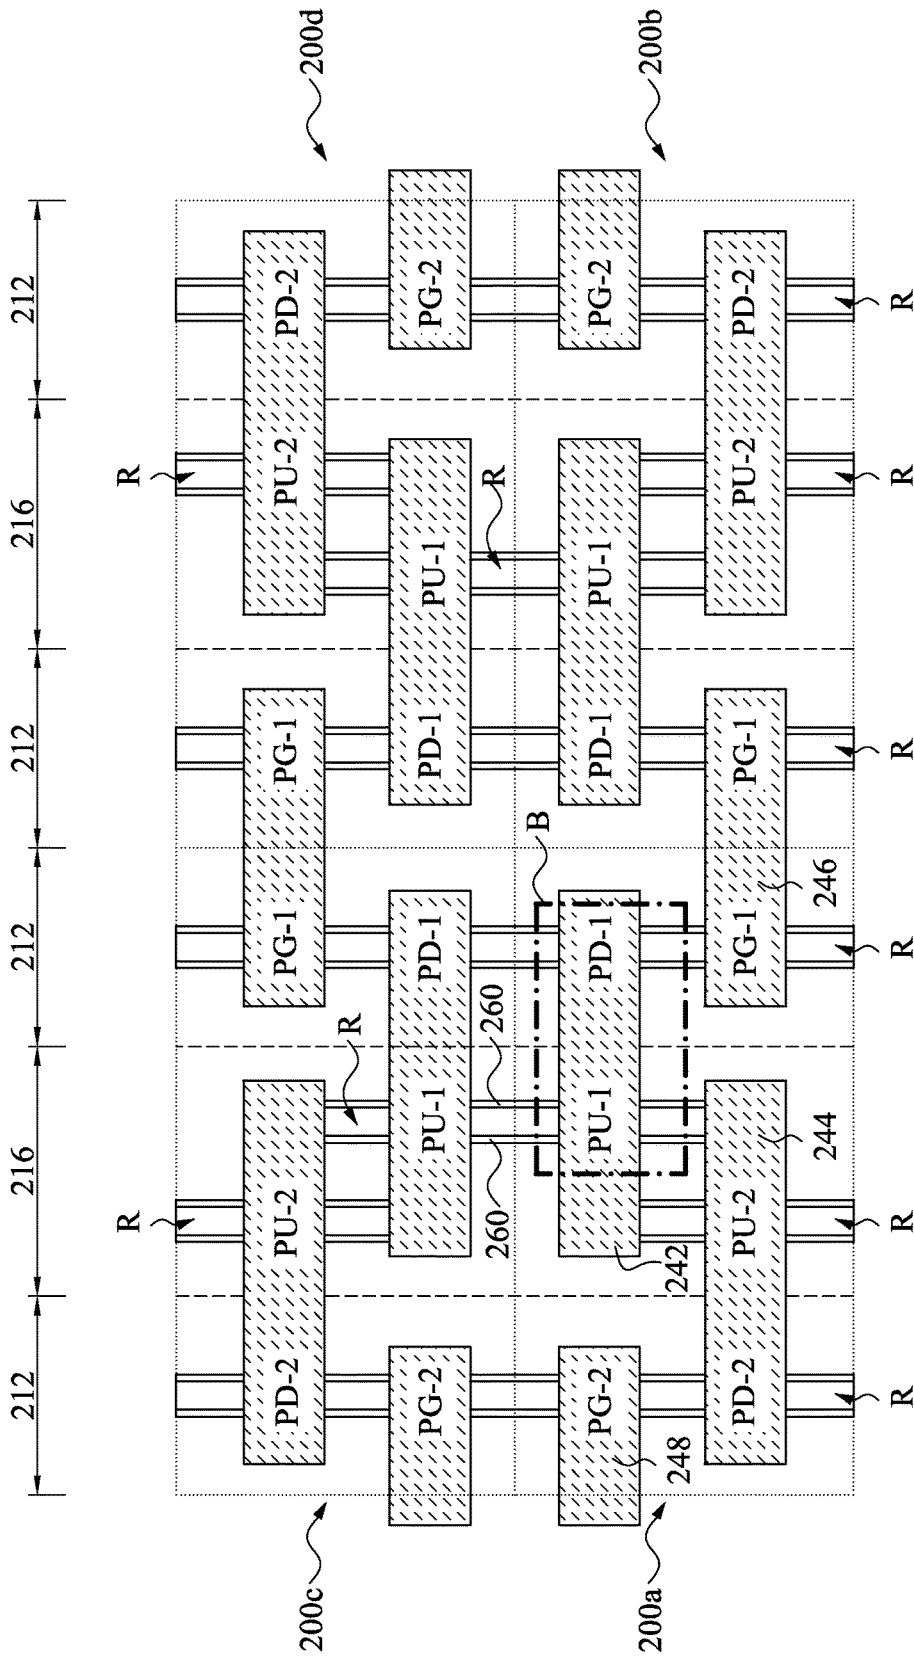 212
216
212
212
216
212
R
R
PD-2
PU-2
PG-1
PG-1
PU-2
PD-2
200c
200d
R
PG-2
PU-1
PD-1
PD-1
PU-1
PG-2
260
260
R
B
PG-2
PU-1
PD-1
PD-1
PU-1
PG-2
200a
248
242
200b
PD-2
PU-2
PG-1
PG-1
PU-2
PD-2
244
246
R
R
R
R
R
R